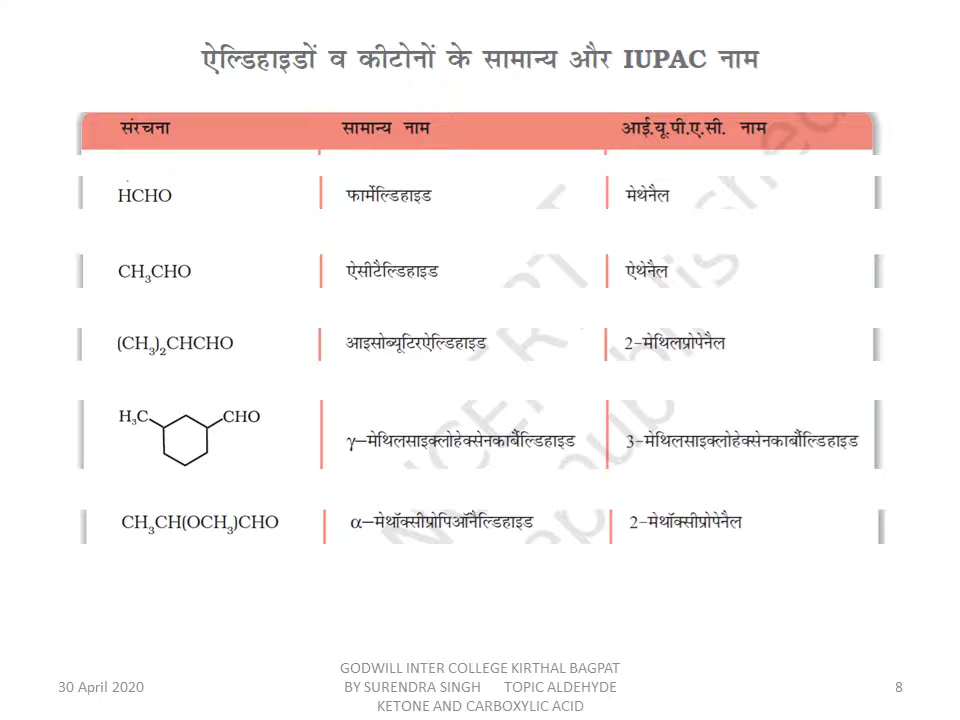 ऐल्डिहाइडों व कीटोनों के सामान्य और IUPAC नाम
संरचना सामान्य नाम आई.यू.पी.ए.सी. नाम
HCHO फार्मेल्डिहाइड मेथेनैल
CH₃CHO ऐसीटैल्डिहाइड ऐथेनैल
(CH₃)₂CHCHO आइसोब्यूटिरऐल्डिहाइड 2-मेथिलप्रोपेनैल
H₃C CHO
γ–मेथिलसाइक्लोहेक्सेनकार्बैल्डिहाइड 3-मेथिलसाइक्लोहेक्सेनकार्बौल्डिहाइड
CH₃CH(OCH₃)CHO α–मेथॉक्सीप्रोपिऑनैल्डिहाइड 2-मेथॉक्सीप्रोपेनैल
30 April 2020
GODWILL INTER COLLEGE KIRTHAL BAGPAT
BY SURENDRA SINGH TOPIC ALDEHYDE
KETONE AND CARBOXYLIC ACID
8